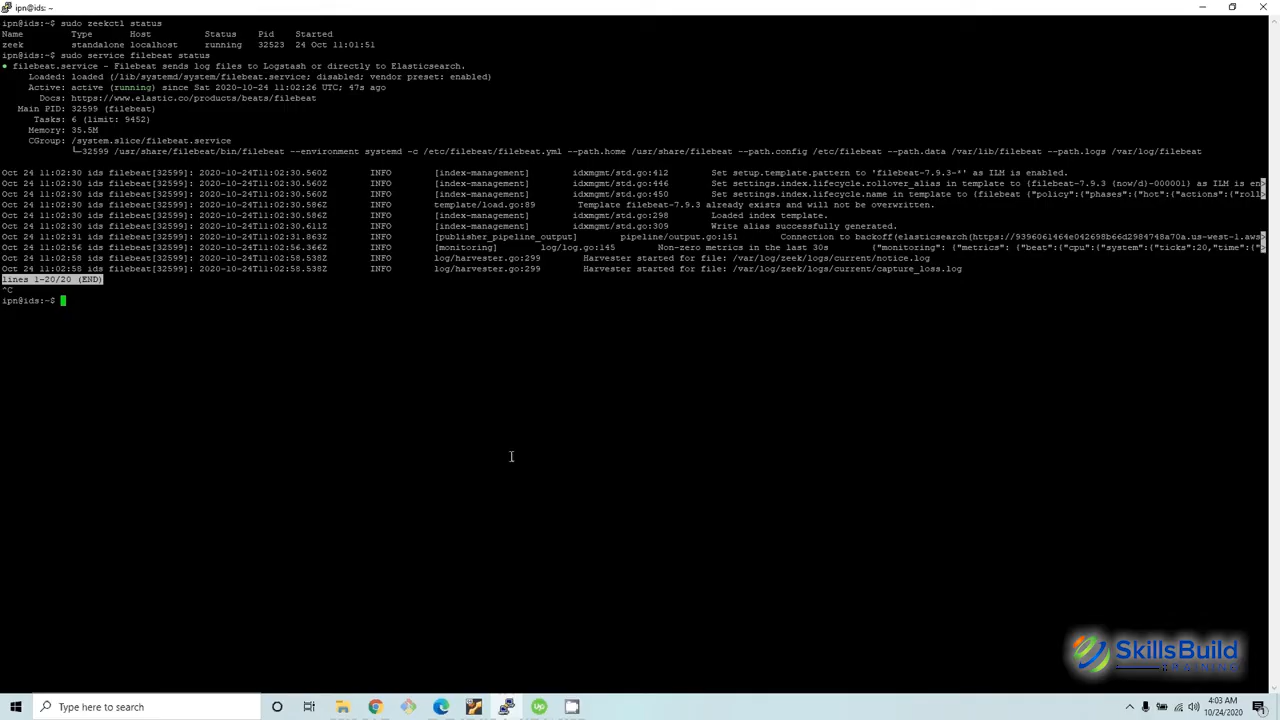 ipn@ids: ~
ipn@ids:~$ sudo zeekctl status
Name Type Host Status Pid Started
zeek standalone localhost running 32523 24 Oct 11:01:51
ipn@ids:~$ sudo service filebeat status
● filebeat.service - Filebeat sends log files to Logstash or directly to Elasticsearch.
Loaded: loaded (/lib/systemd/system/filebeat.service; disabled; vendor preset: enabled)
Active: active (running) since Sat 2020-10-24 11:02:26 UTC; 47s ago
Docs: https://www.elastic.co/products/beats/filebeat
Main PID: 32599 (filebeat)
Tasks: 6 (limit: 9452)
Memory: 35.5M
CGroup: /system.slice/filebeat.service
└─32599 /usr/share/filebeat/bin/filebeat --environment systemd -c /etc/filebeat/filebeat.yml --path.home /usr/share/filebeat --path.config /etc/filebeat --path.data /var/lib/filebeat --path.logs /var/log/filebeat
Oct 24 11:02:30 ids filebeat[32599]: 2020-10-24T11:02:30.560Z INFO [index-management] idxmgmt/std.go:412 Set setup.template.pattern to 'filebeat-7.9.3-*' as ILM is enabled.
Oct 24 11:02:30 ids filebeat[32599]: 2020-10-24T11:02:30.560Z INFO [index-management] idxmgmt/std.go:446 Set settings.index.lifecycle.rollover_alias in template to {filebeat-7.9.3 {now/d}-000001} as ILM is en>
Oct 24 11:02:30 ids filebeat[32599]: 2020-10-24T11:02:30.560Z INFO [index-management] idxmgmt/std.go:450 Set settings.index.lifecycle.name in template to {filebeat {"policy":{"phases":{"hot":{"actions":{"roll>
Oct 24 11:02:30 ids filebeat[32599]: 2020-10-24T11:02:30.586Z INFO template/load.go:89 Template filebeat-7.9.3 already exists and will not be overwritten.
Oct 24 11:02:30 ids filebeat[32599]: 2020-10-24T11:02:30.586Z INFO [index-management] idxmgmt/std.go:298 Loaded index template.
Oct 24 11:02:30 ids filebeat[32599]: 2020-10-24T11:02:30.611Z INFO [index-management] idxmgmt/std.go:309 Write alias successfully generated.
Oct 24 11:02:31 ids filebeat[32599]: 2020-10-24T11:02:31.863Z INFO [publisher_pipeline_output] pipeline/output.go:151 Connection to backoff(elasticsearch(https://9396061464e042698b66d2984748a70a.us-west-1.aws>
Oct 24 11:02:56 ids filebeat[32599]: 2020-10-24T11:02:56.366Z INFO [monitoring] log/log.go:145 Non-zero metrics in the last 30s {"monitoring": {"metrics": {"beat":{"cpu":{"system":{"ticks":20,"time":{">
Oct 24 11:02:58 ids filebeat[32599]: 2020-10-24T11:02:58.538Z INFO log/harvester.go:299 Harvester started for file: /var/log/zeek/logs/current/notice.log
Oct 24 11:02:58 ids filebeat[32599]: 2020-10-24T11:02:58.538Z INFO log/harvester.go:299 Harvester started for file: /var/log/zeek/logs/current/capture_loss.log
lines 1-20/20 (END)
^C
ipn@ids:~$
SkillsBuild
TRAINING
Type here to search
4:03 AM
10/24/2020